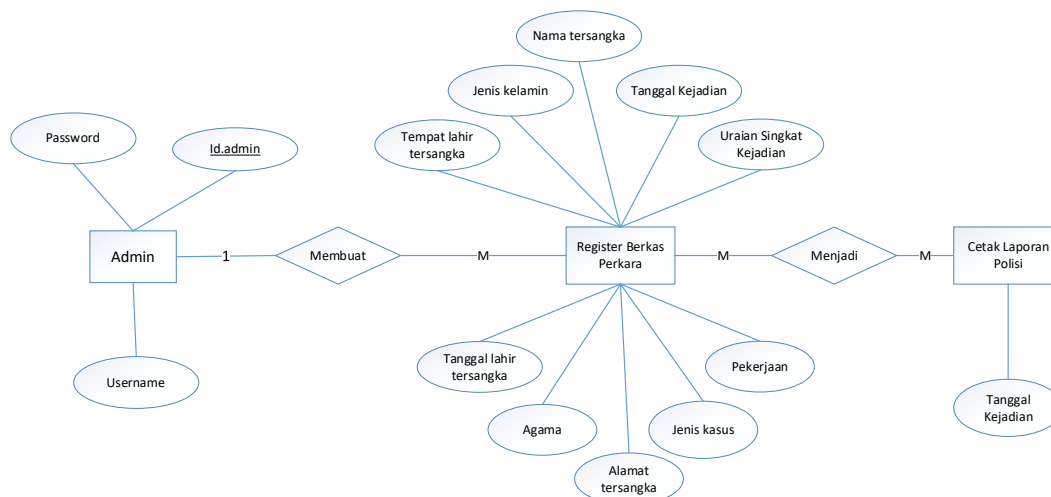 Nama tersangka
Jenis kelamin
Tanggal Kejadian
Password
Id.admin
Tempat lahir
tersangka
Uraian Singkat
Kejadian
Admin
1
Membuat
M
Register Berkas
Perkara
M
Menjadi
M
Cetak Laporan
Polisi
Username
Tanggal lahir
tersangka
Pekerjaan
Agama
Jenis kasus
Alamat
tersangka
Tanggal
Kejadian